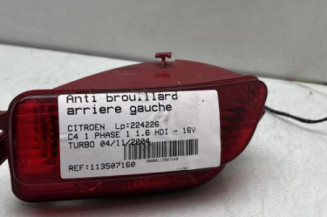 Anti brouillard
arriere gauche
CITROEN Lp:224226
C4 1 PHASE 1 1.6 HDI - 16V
TURBO 04/11/2004
REF:113507160